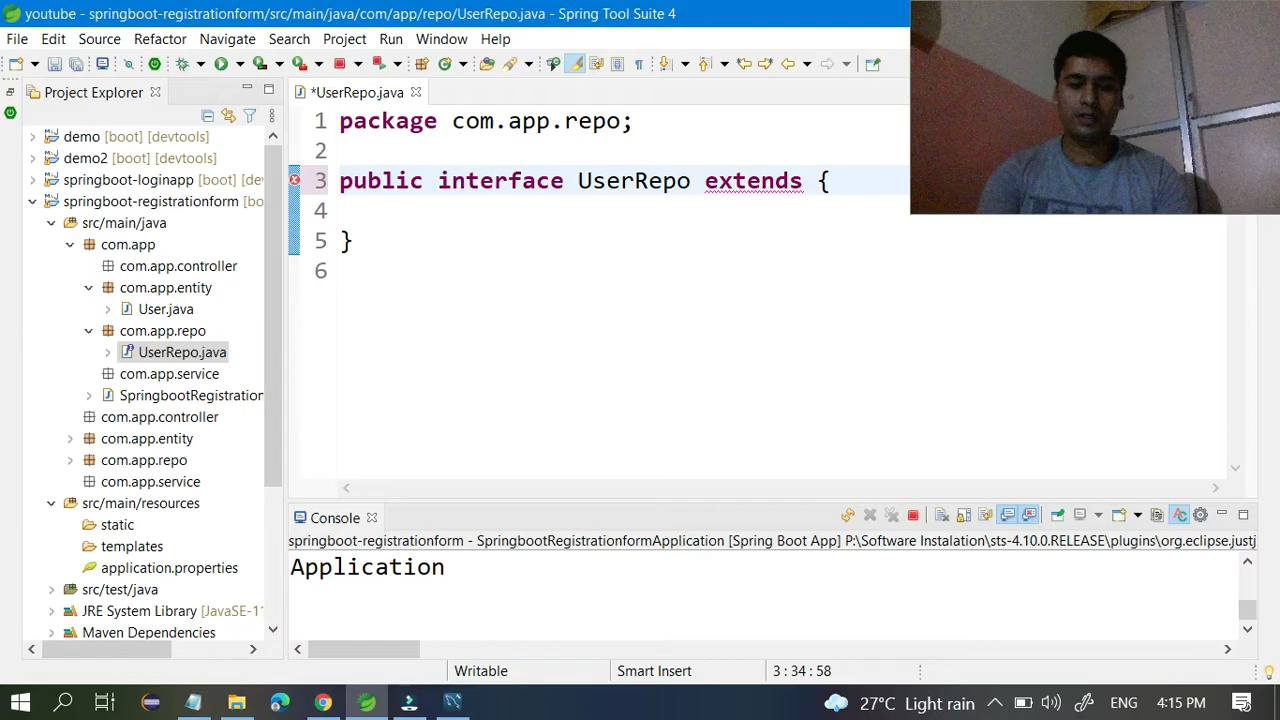 youtube - springboot-registrationform/src/main/java/com/app/repo/UserRepo.java - Spring Tool Suite 4
File Edit Source Refactor Navigate Search Project Run Window Help
Project Explorer
demo [boot] [devtools]
demo2 [boot] [devtools]
springboot-loginapp [boot] [de
springboot-registrationform [bo
src/main/java
com.app
com.app.controller
com.app.entity
User.java
com.app.repo
UserRepo.java
com.app.service
SpringbootRegistration
com.app.controller
com.app.entity
com.app.repo
com.app.service
src/main/resources
static
templates
application.properties
src/test/java
JRE System Library [JavaSE-11
Maven Dependencies
*UserRepo.java
1 package com.app.repo;
2
3 public interface UserRepo extends {
4
5 }
6
Console
springboot-registrationform - SpringbootRegistrationformApplication [Spring Boot App] P:\Software Instalation\sts-4.10.0.RELEASE\plugins\org.eclipse.justj
Application
Writable Smart Insert 3 : 34 : 58
27°C Light rain ENG 4:15 PM